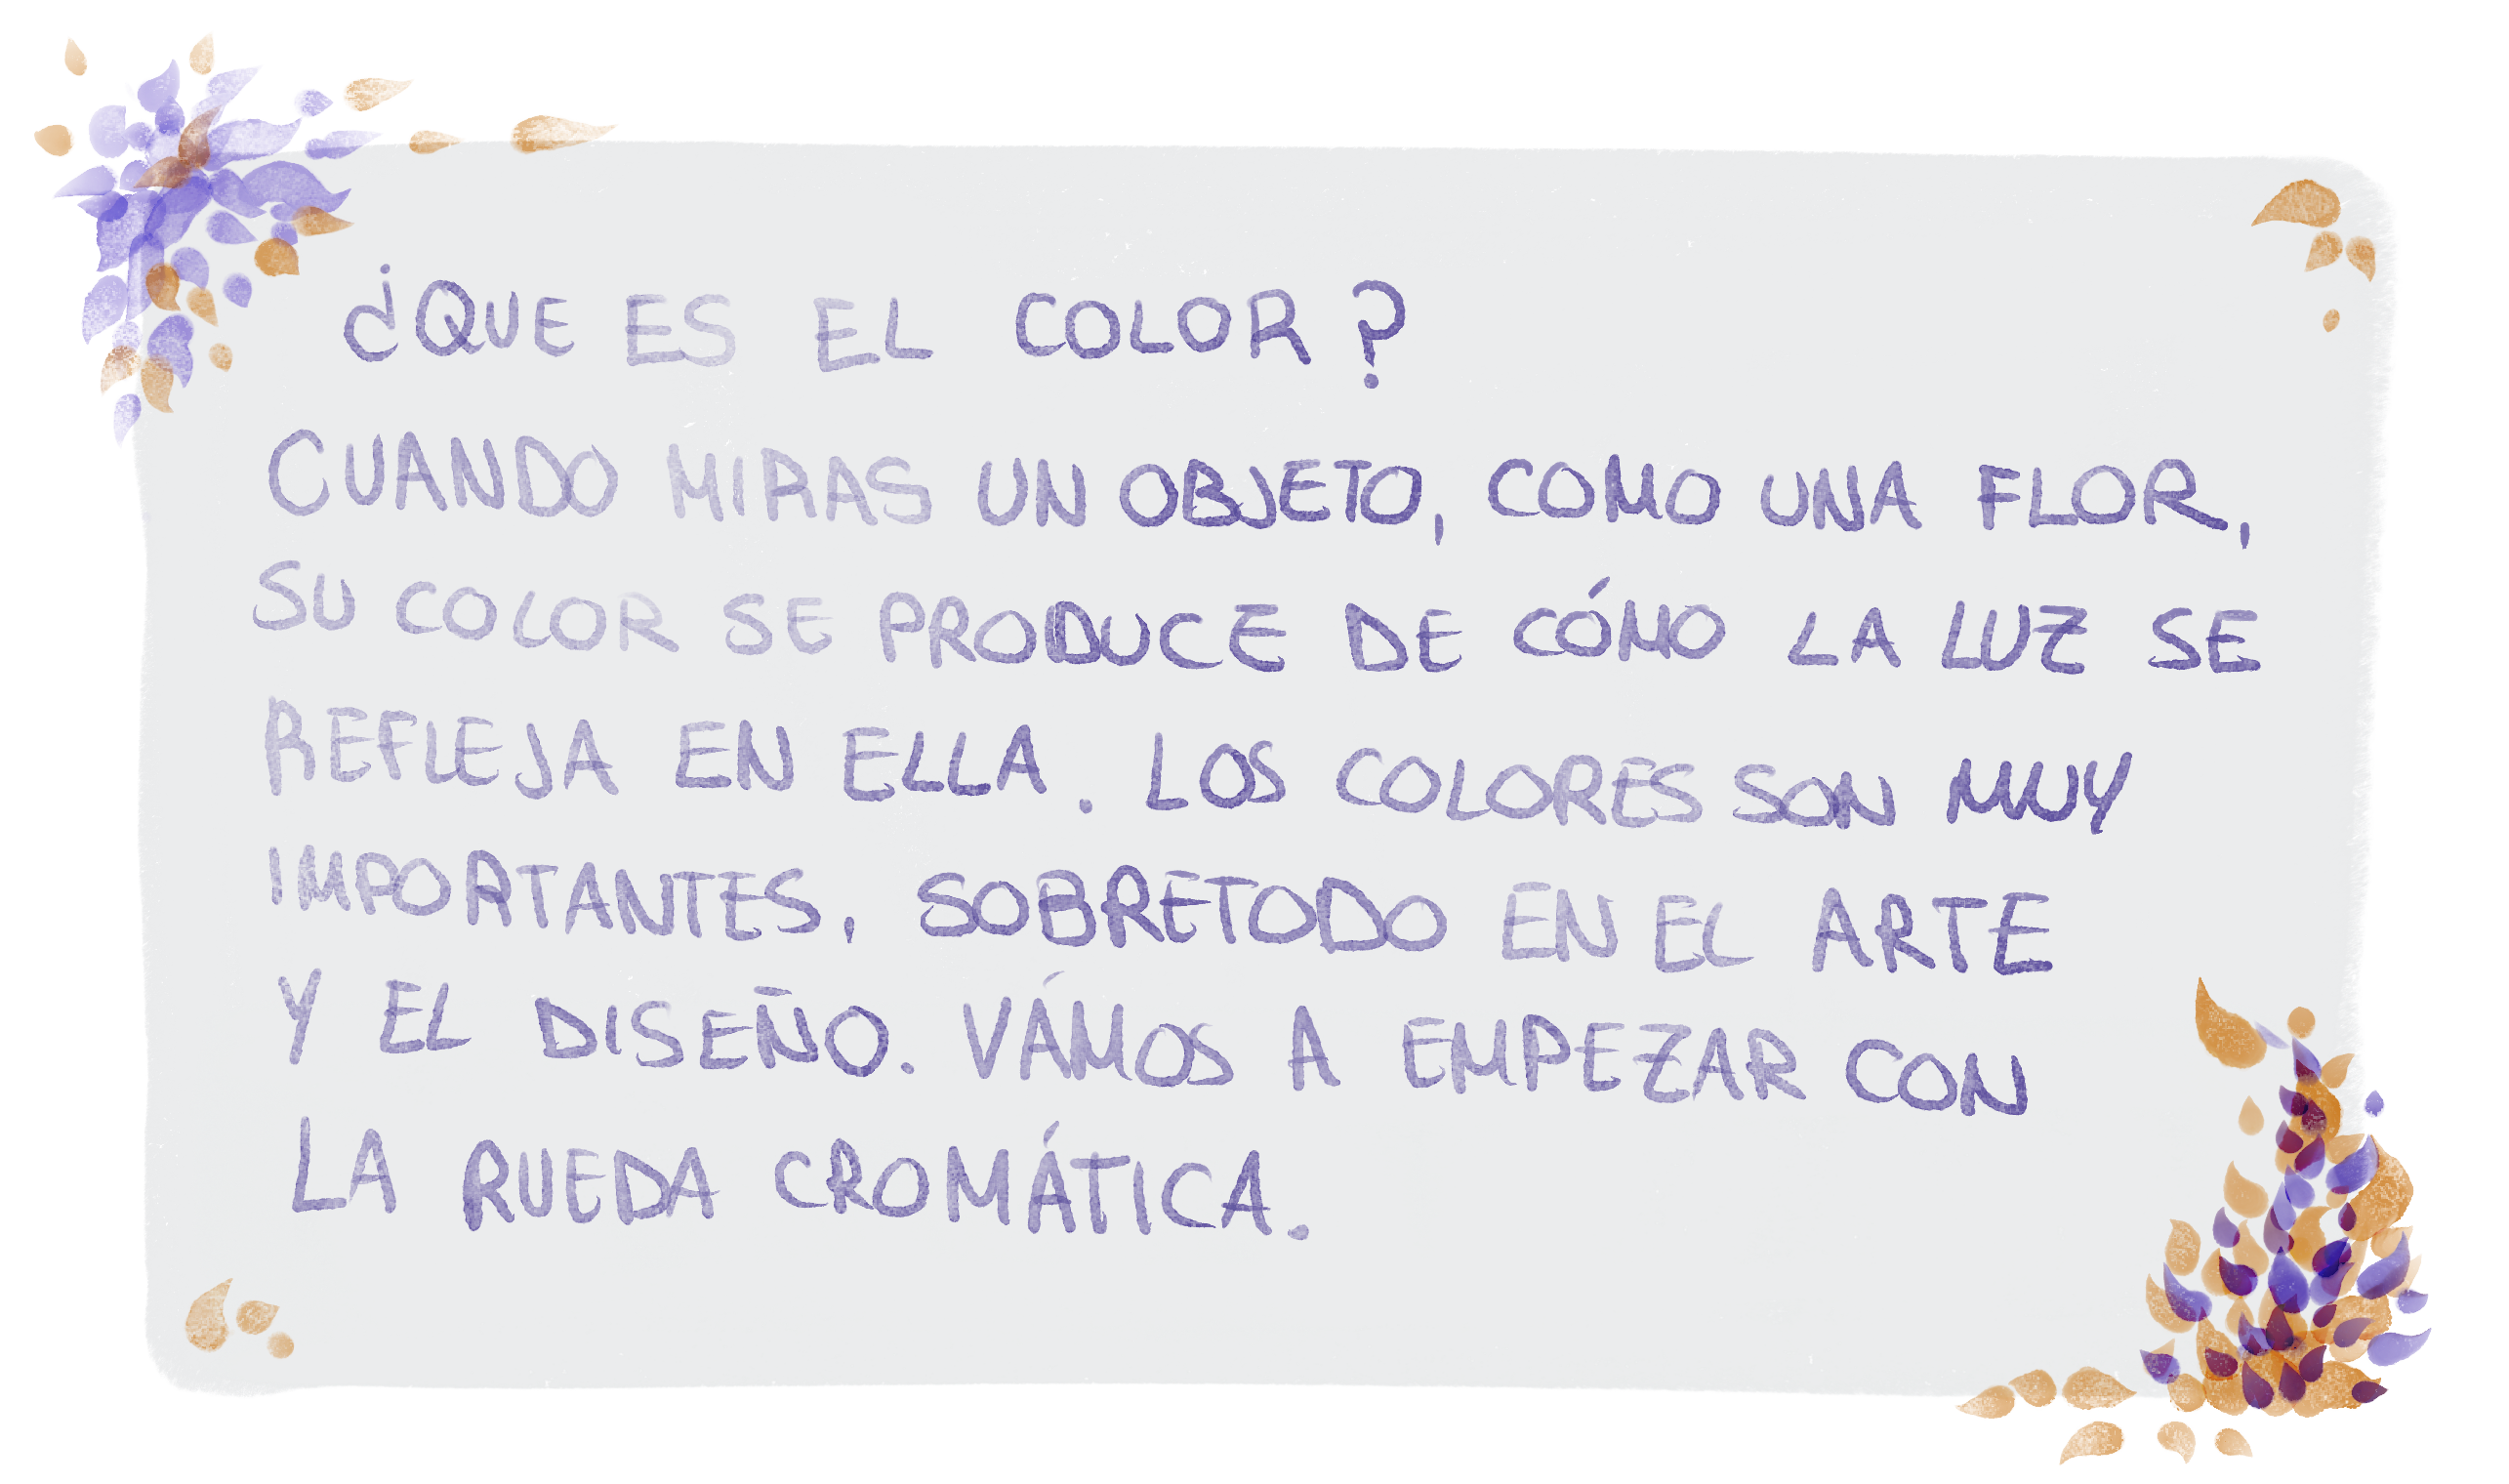 ¿QUE ES EL COLOR?
CUANDO MIRAS UN OBJETO, COMO UNA FLOR,
SU COLOR SE PRODUCE DE CÓMO LA LUZ SE
REFLEJA EN ELLA. LOS COLORES SON MUY
IMPORTANTES, SOBRETODO EN EL ARTE
Y EL DISEÑO. VÁMOS A EMPEZAR CON
LA RUEDA CROMÁTICA.